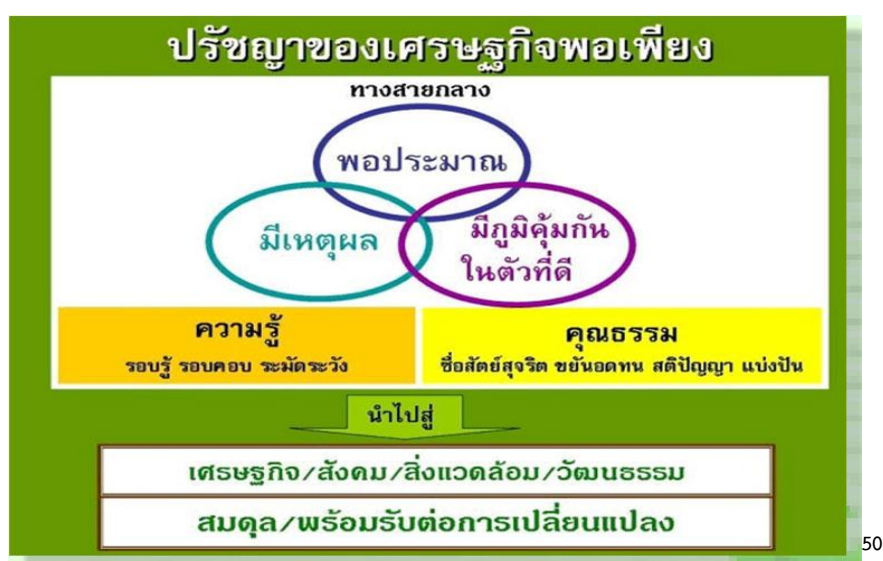 ปรัชญาของเศรษฐกิจพอเพียง
ทางสายกลาง
พอประมาณ
มีเหตุผล
มีภูมิคุ้มกัน
ในตัวที่ดี
ความรู้
รอบรู้ รอบคอบ ระมัดระวัง
คุณธรรม
ซื่อสัตย์สุจริต ขยันอดทน สติปัญญา แบ่งปัน
นำไปสู่
เศรษฐกิจ/สังคม/สิ่งแวดล้อม/วัฒนธรรม
สมดุล/พร้อมรับต่อการเปลี่ยนแปลง
50